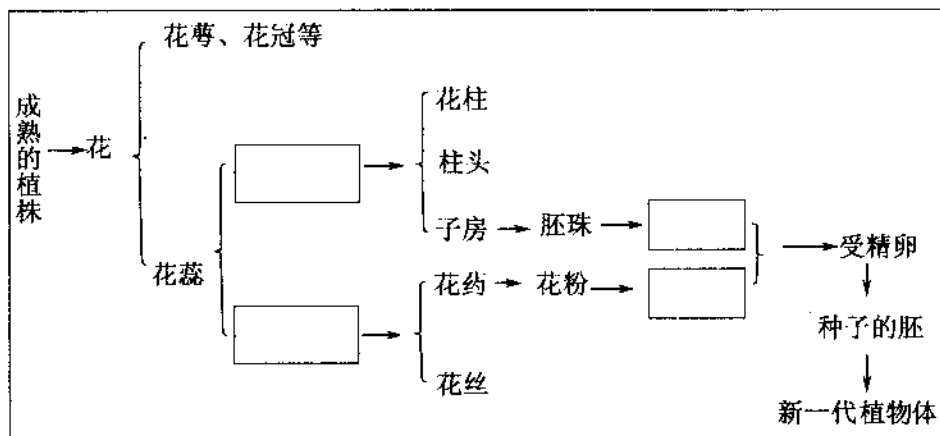 花萼、花冠等
成熟的植株
花
花柱
柱头
子房
胚珠
花蕊
花药
花粉
受精卵
花丝
种子的胚
新一代植物体